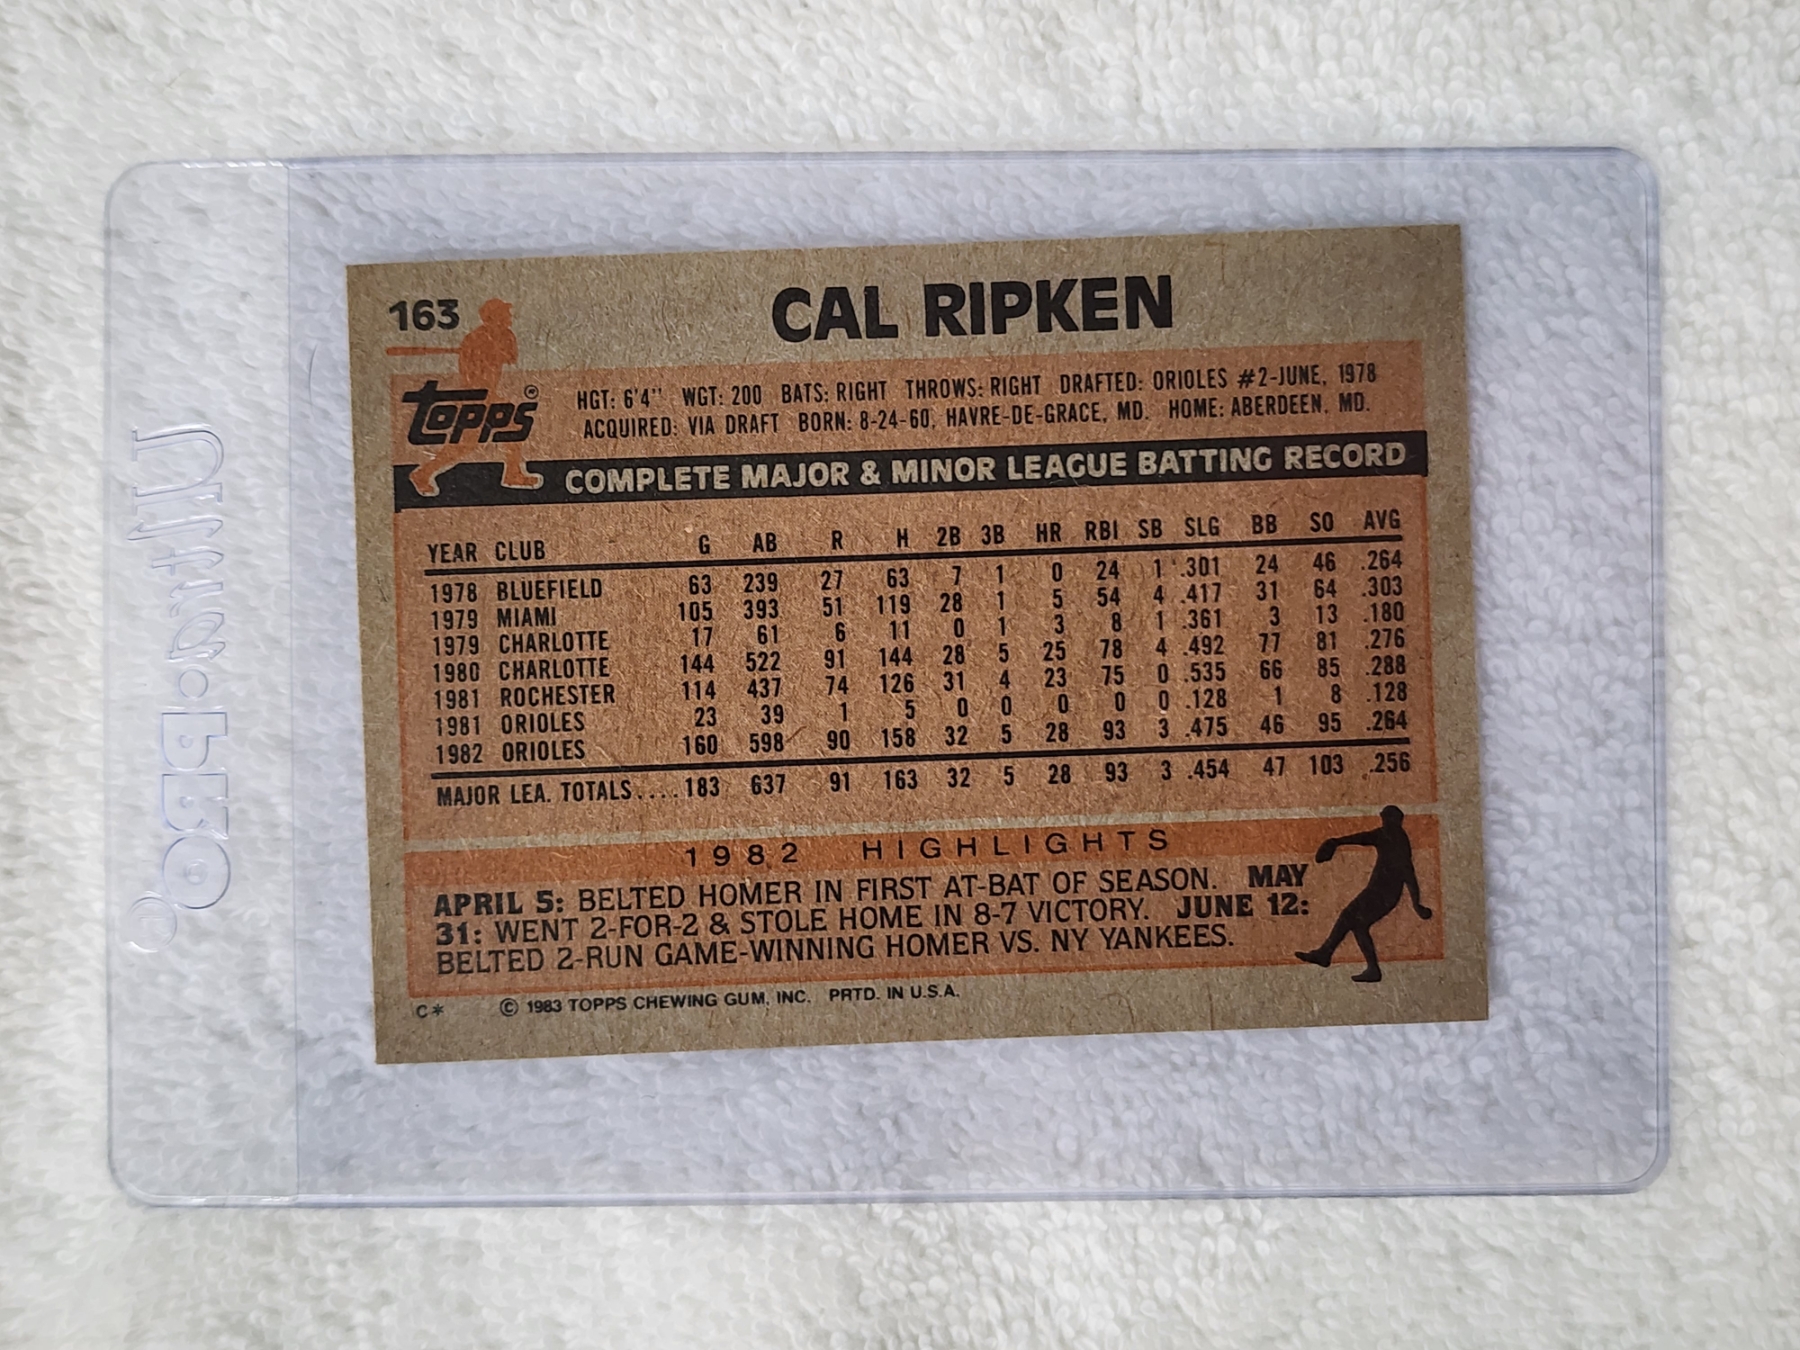 163
CAL RIPKEN
Topps®
HGT: 6'4" WGT: 200 BATS: RIGHT THROWS: RIGHT DRAFTED: ORIOLES #2-JUNE, 1978
ACQUIRED: VIA DRAFT BORN: 8-24-60, HAVRE-DE-GRACE, MD. HOME: ABERDEEN, MD.
COMPLETE MAJOR & MINOR LEAGUE BATTING RECORD
YEAR CLUB G AB R H 2B 3B HR RBI SB SLG BB SO AVG
1978 BLUEFIELD 63 239 27 63 7 1 0 24 1 .301 24 46 .264
1979 MIAMI 105 393 51 119 28 1 5 54 4 .417 31 64 .303
1979 CHARLOTTE 17 61 6 11 0 1 3 8 1 .361 3 13 .180
1980 CHARLOTTE 144 522 91 144 28 5 25 78 4 .492 77 81 .276
1981 ROCHESTER 114 437 74 126 31 4 23 75 0 .535 66 85 .288
1981 ORIOLES 23 39 1 5 0 0 0 0 0 .128 1 8 .128
1982 ORIOLES 160 598 90 158 32 5 28 93 3 .475 46 95 .264
MAJOR LEA. TOTALS.... 183 637 91 163 32 5 28 93 3 .454 47 103 .256
1982 HIGHLIGHTS
APRIL 5: BELTED HOMER IN FIRST AT-BAT OF SEASON. MAY
31: WENT 2-FOR-2 & STOLE HOME IN 8-7 VICTORY. JUNE 12:
BELTED 2-RUN GAME-WINNING HOMER VS. NY YANKEES.
C* © 1983 TOPPS CHEWING GUM, INC. PRTD. IN U.S.A.
Ultra·PRO